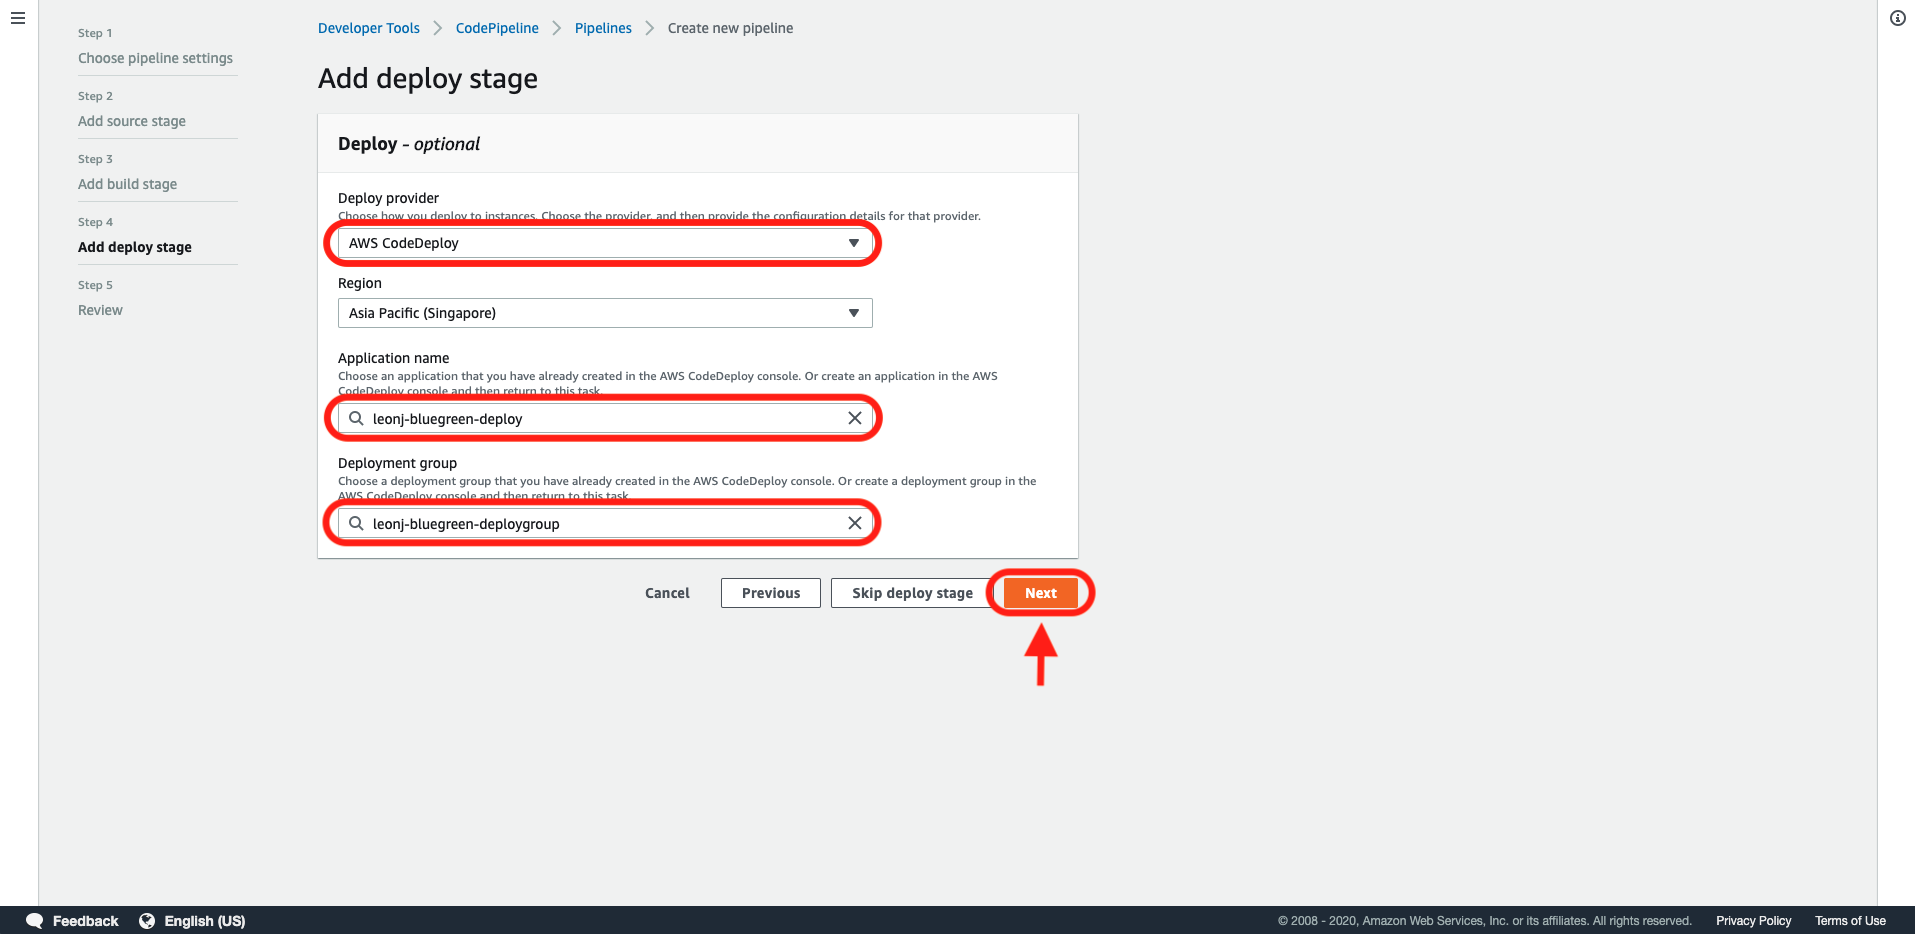 Step 1
Choose pipeline settings
Step 2
Add source stage
Step 3
Add build stage
Step 4
Add deploy stage
Step 5
Review
Developer Tools
CodePipeline
Pipelines
Create new pipeline
Add deploy stage
Deploy - optional
Deploy provider
Choose how you deploy to instances. Choose the provider, and then provide the configuration details for that provider.
AWS CodeDeploy
Region
Asia Pacific (Singapore)
Application name
Choose an application that you have already created in the AWS CodeDeploy console. Or create an application in the AWS
CodeDeploy console and then return to this task.
leonj-bluegreen-deploy
Deployment group
Choose a deployment group that you have already created in the AWS CodeDeploy console. Or create a deployment group in the
AWS CodeDeploy console and then return to this task.
leonj-bluegreen-deploygroup
Cancel
Previous
Skip deploy stage
Next
Feedback
English (US)
© 2008 - 2020, Amazon Web Services, Inc. or its affiliates. All rights reserved.
Privacy Policy
Terms of Use